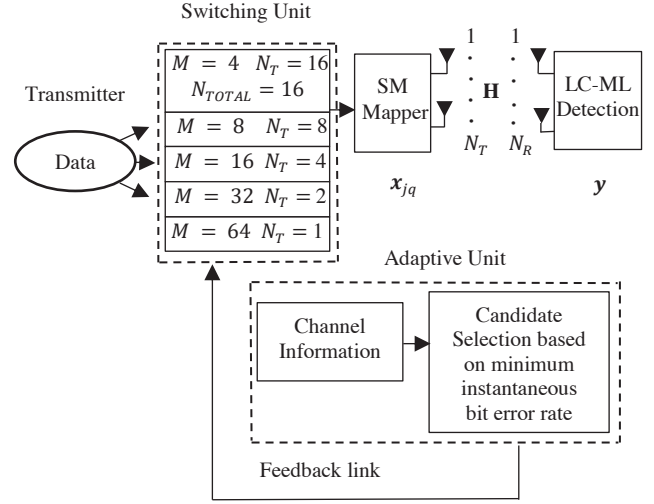 Switching Unit
Transmitter
Data
M = 4 N_T = 16
N_TOTAL = 16
M = 8 N_T = 8
M = 16 N_T = 4
M = 32 N_T = 2
M = 64 N_T = 1
SM
Mapper
x_jq
1
1
H
N_T
N_R
LC-ML
Detection
y
Adaptive Unit
Channel
Information
Candidate
Selection based
on minimum
instantaneous
bit error rate
Feedback link